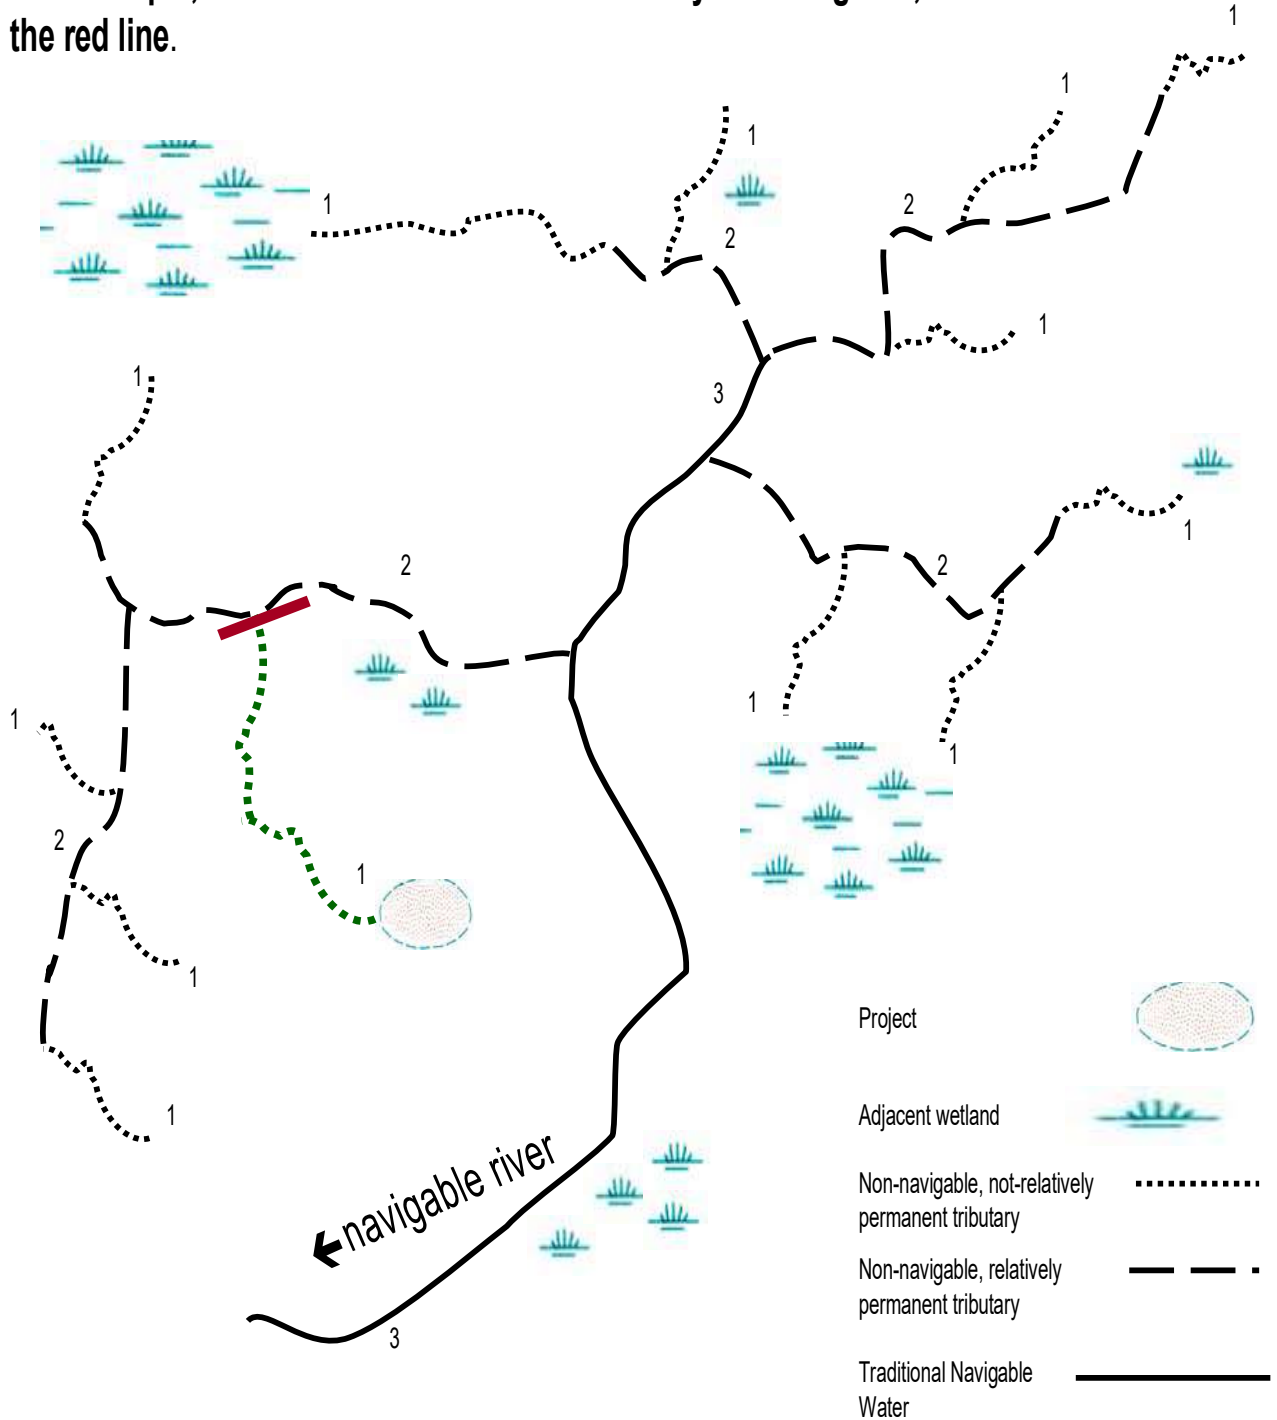 the red line.
1
1
1
1
2
2
1
1
3
1
2
2
1
1
1
2
1
1
1
navigable river
3
Project
Adjacent wetland
Non-navigable, not-relatively
permanent tributary
Non-navigable, relatively
permanent tributary
Traditional Navigable
Water